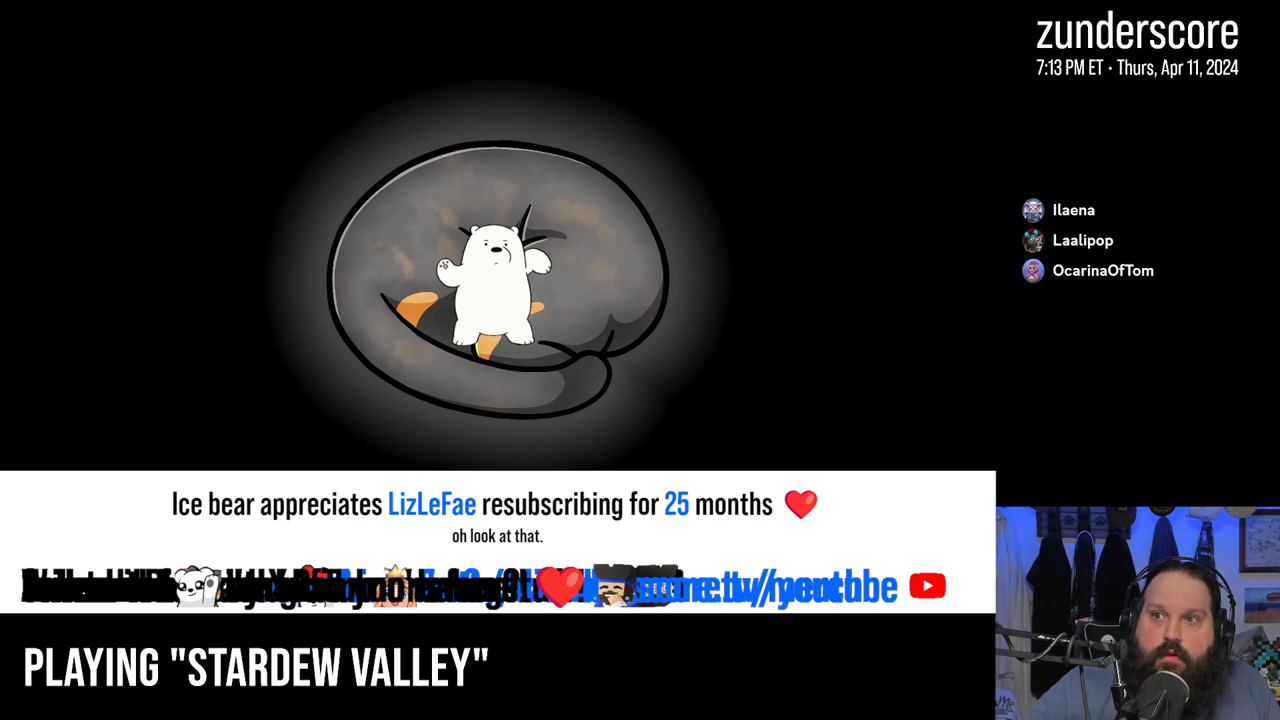 zunderscore
7:13 PM ET · Thurs, Apr 11, 2024
Ilaena
Laalipop
OcarinaOfTom
Ice bear appreciates LizLeFae resubscribing for 25 months
oh look at that.
PLAYING "STARDEW VALLEY"